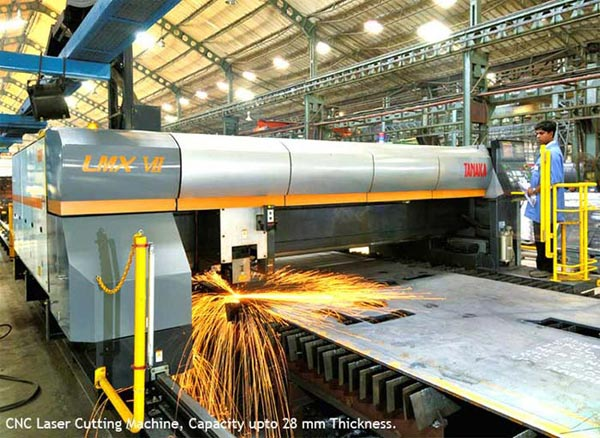 LMX VII
TANAKA
CNC Laser Cutting Machine, Capacity upto 28 mm Thickness.